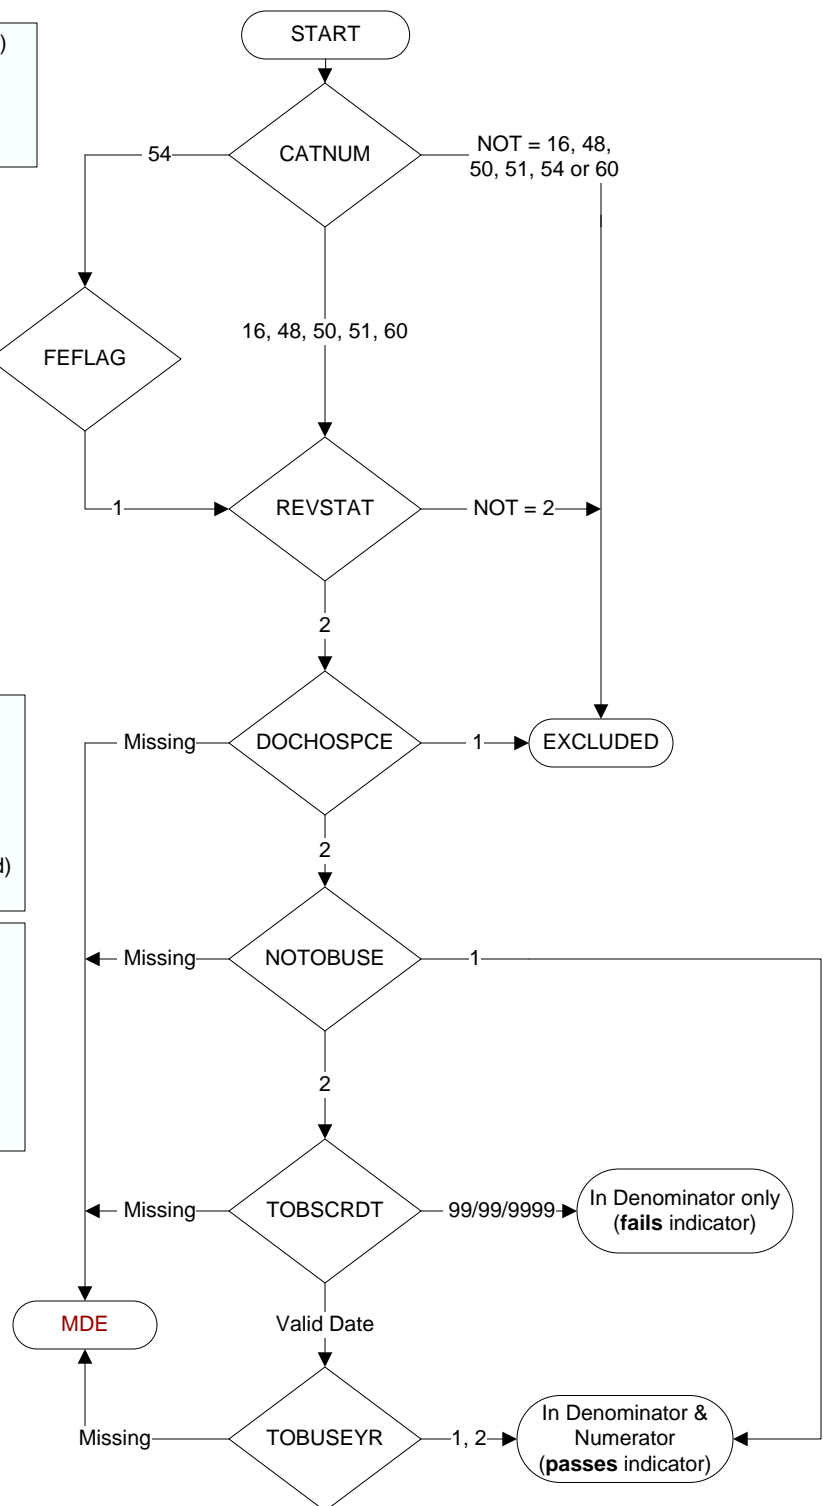 START
)
CATNUM
54
NOT = 16, 48,
50, 51, 54 or 60
16, 48, 50, 51, 60
FEFLAG
1
REVSTAT
NOT = 2
2
Missing
DOCHOSPCE
1
EXCLUDED
2
d)
Missing
NOTOBUSE
1
2
Missing
TOBSCRDT
99/99/9999
In Denominator only
(fails indicator)
MDE
Valid Date
Missing
TOBUSEYR
1, 2
In Denominator &
Numerator
(passes indicator)